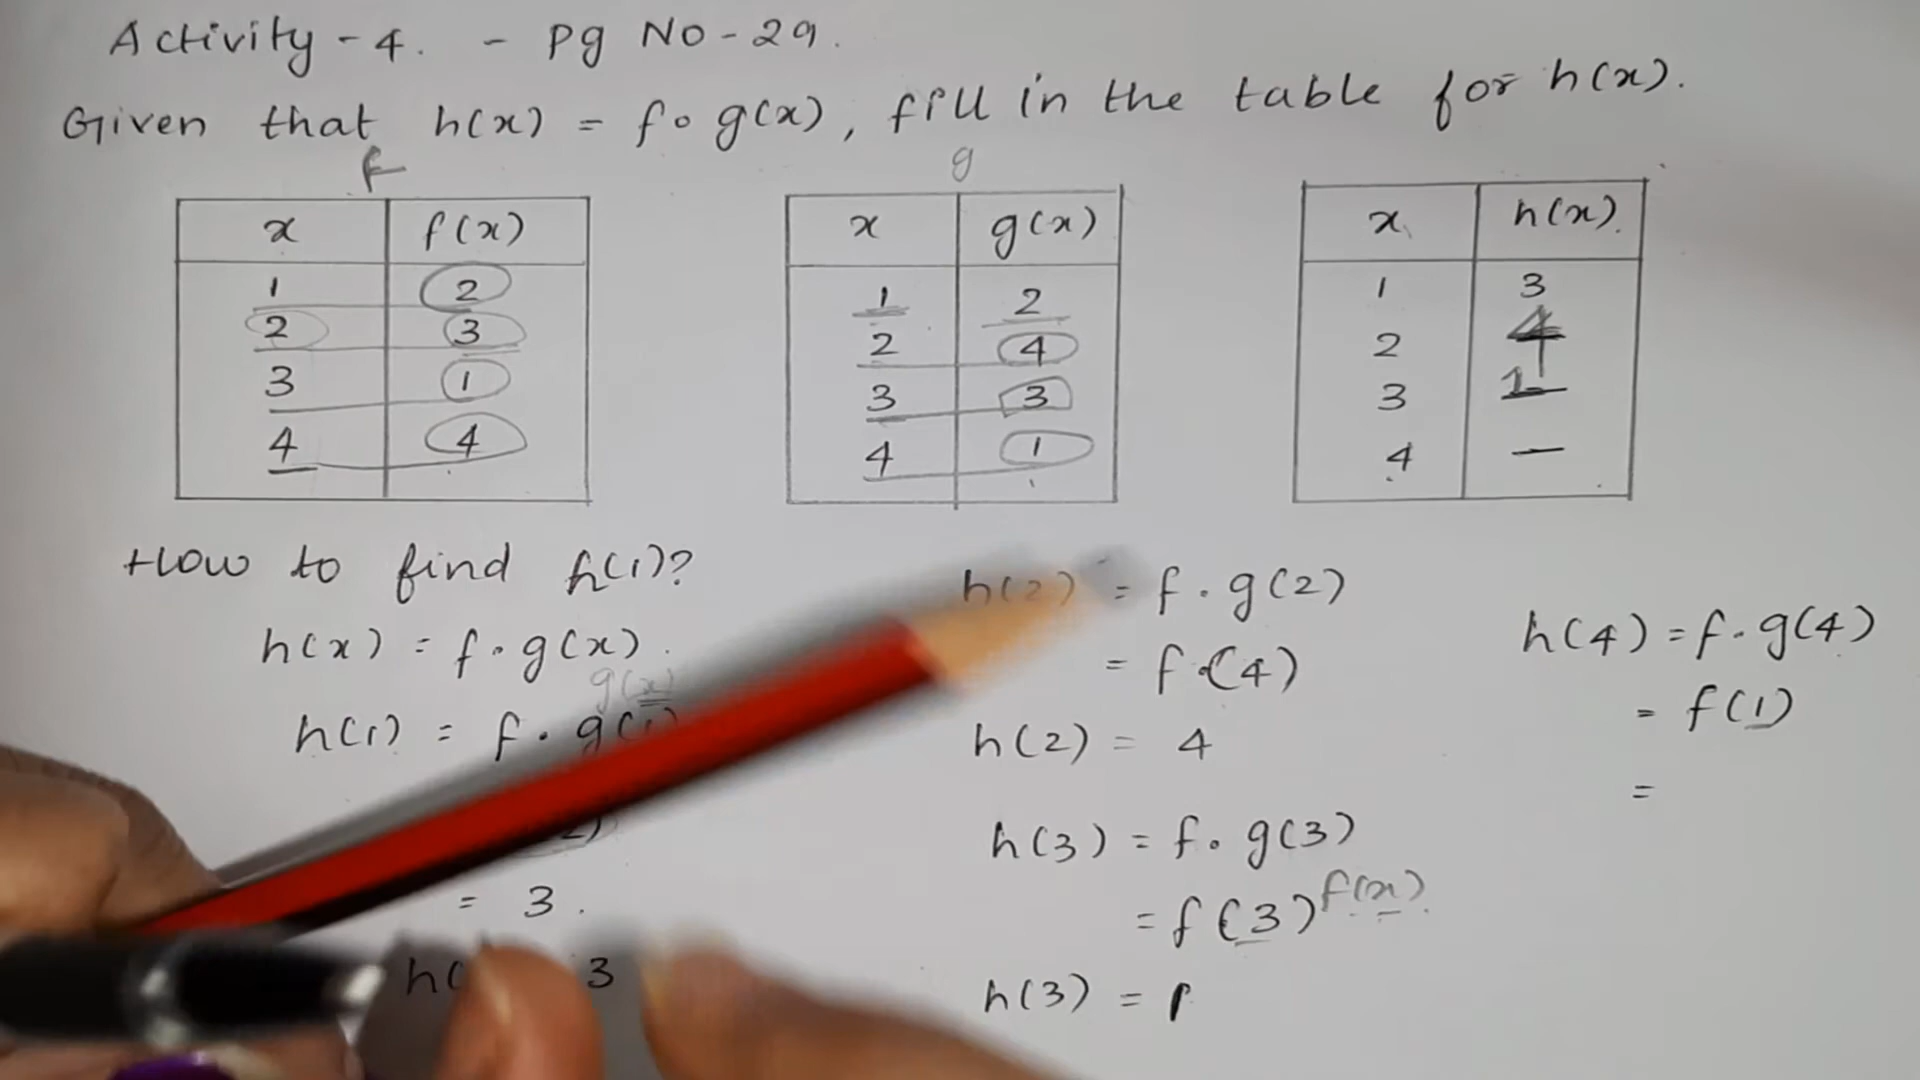 Activity - 4. - Pg No - 29.
Given that h(x) = f o g(x), fill in the table for h(x).
f
x f(x)
1 2
2 3
3 1
4 4
g
x g(x)
1 2
2 4
3 3
4 1
x h(x)
1 3
2 4
3 1
4 —
How to find h(1)?
h(x) = f . g(x).
g(x)
h(1) = f . g(1)
= 3.
3
h(2) = f . g(2)
= f . (4)
h(2) = 4
h(3) = f . g(3)
= f(3) f(x)
h(3) = 1
h(4) = f . g(4)
= f(1)
=